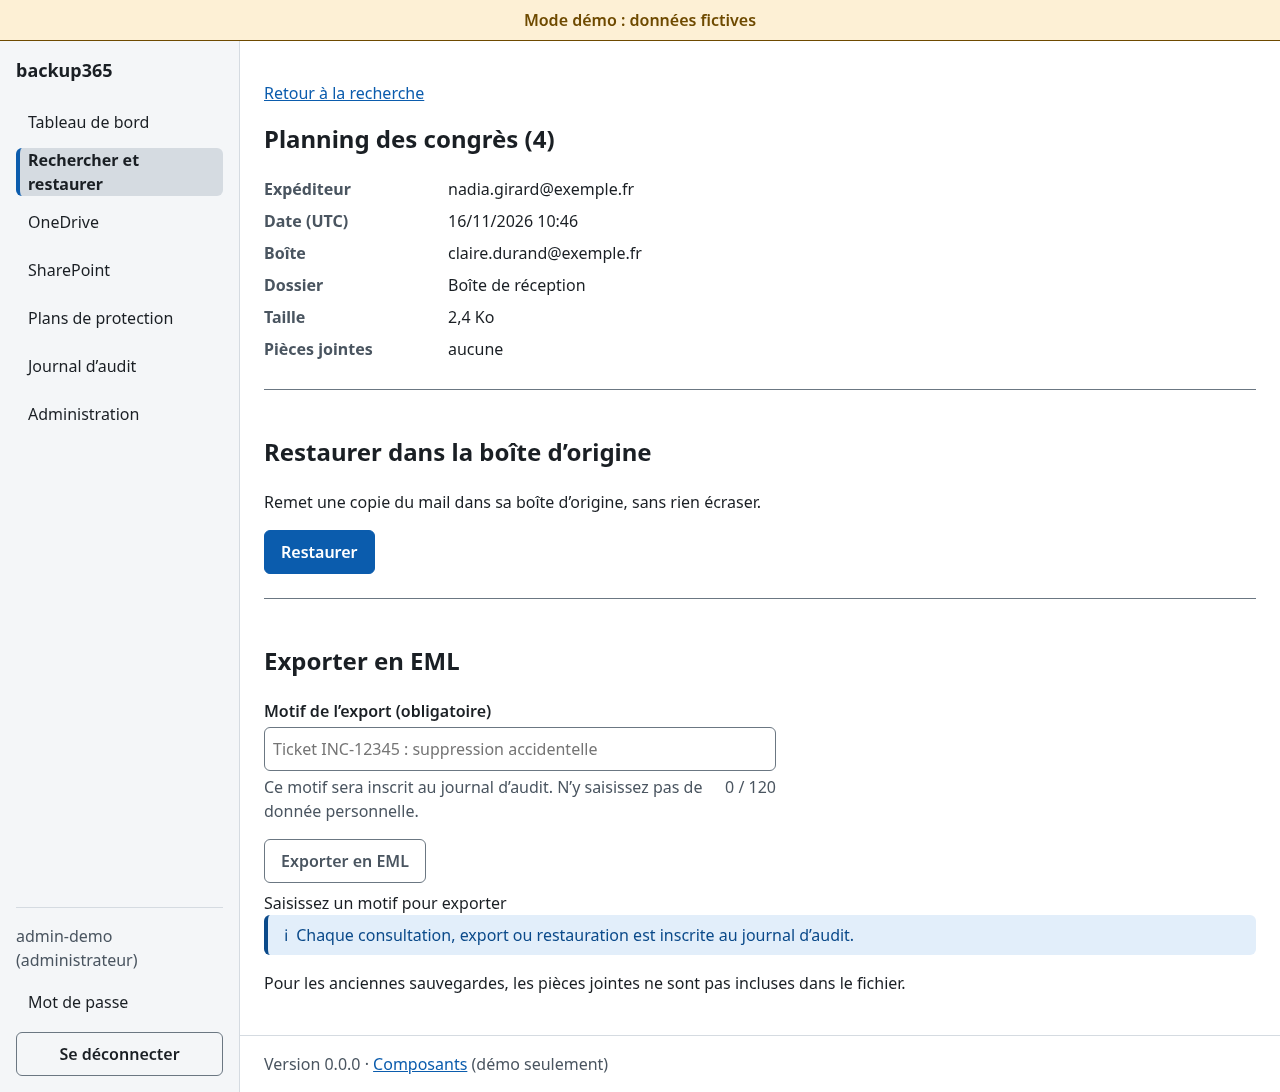 Mode démo : données fictives
backup365
Tableau de bord
Rechercher et
restaurer
OneDrive
SharePoint
Plans de protection
Journal d’audit
Administration
admin-demo
(administrateur)
Mot de passe
Se déconnecter
Retour à la recherche
Planning des congrès (4)
Expéditeur nadia.girard@exemple.fr
Date (UTC) 16/11/2026 10:46
Boîte claire.durand@exemple.fr
Dossier Boîte de réception
Taille 2,4 Ko
Pièces jointes aucune
Restaurer dans la boîte d’origine
Remet une copie du mail dans sa boîte d’origine, sans rien écraser.
Restaurer
Exporter en EML
Motif de l’export (obligatoire)
Ticket INC-12345 : suppression accidentelle
Ce motif sera inscrit au journal d’audit. N’y saisissez pas de 0 / 120
donnée personnelle.
Exporter en EML
Saisissez un motif pour exporter
i Chaque consultation, export ou restauration est inscrite au journal d’audit.
Pour les anciennes sauvegardes, les pièces jointes ne sont pas incluses dans le fichier.
Version 0.0.0 · Composants (démo seulement)